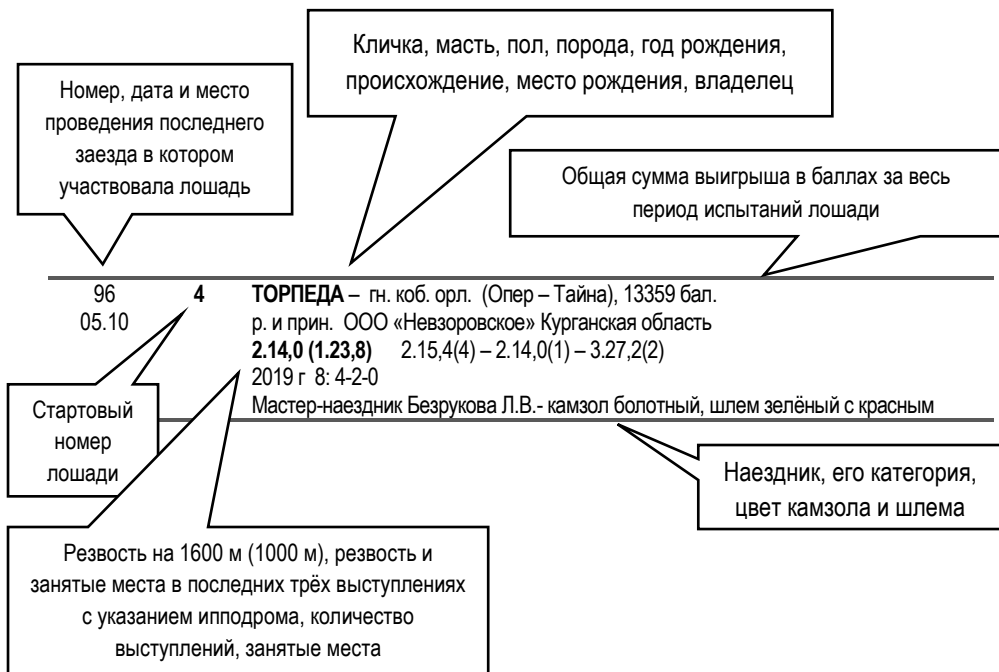 Кличка, масть, пол, порода, год рождения,
происхождение, место рождения, владелец
Номер, дата и место
проведения последнего
заезда в котором
участвовала лошадь
Общая сумма выигрыша в баллах за весь
период испытаний лошади
96 4 ТОРПЕДА – гн. коб. орл. (Опер – Тайна), 13359 бал.
05.10 р. и прин. ООО «Невзоровское» Курганская область
2.14,0 (1.23,8) 2.15,4(4) – 2.14,0(1) – 3.27,2(2)
2019 г 8: 4-2-0
Мастер-наездник Безрукова Л.В.- камзол болотный, шлем зелёный с красным
Стартовый
номер
лошади
Наездник, его категория,
цвет камзола и шлема
Резвость на 1600 м (1000 м), резвость и
занятые места в последних трёх выступлениях
с указанием ипподрома, количество
выступлений, занятые места